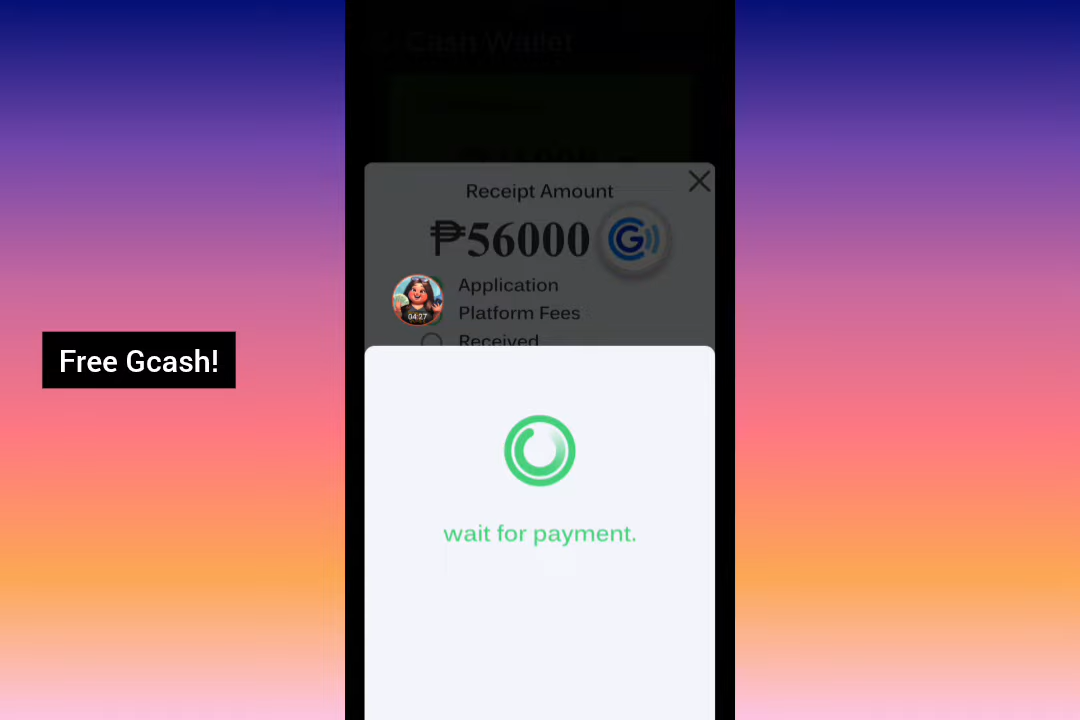 Cash Wallet
Receipt Amount
₱56000
Application
04:27
Platform Fees
Received
Free Gcash!
wait for payment.